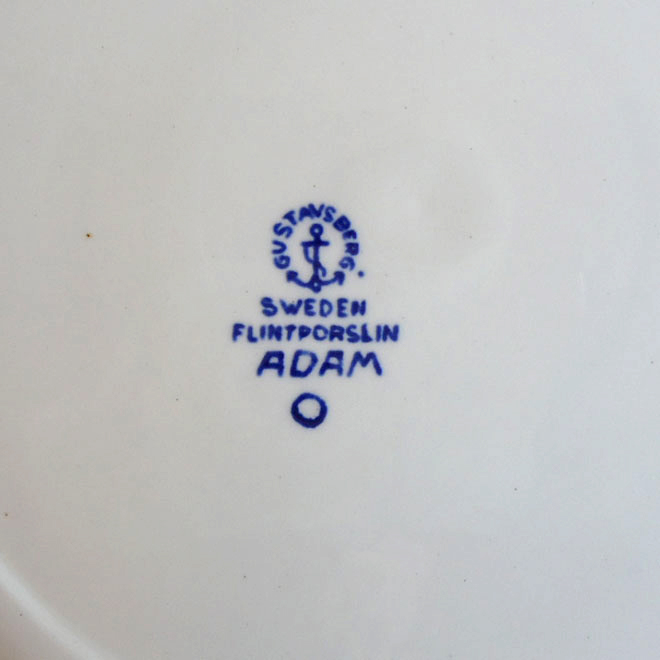 GUSTAVSBERG.
SWEDEN
FLINTPORSLIN
ADAM
O